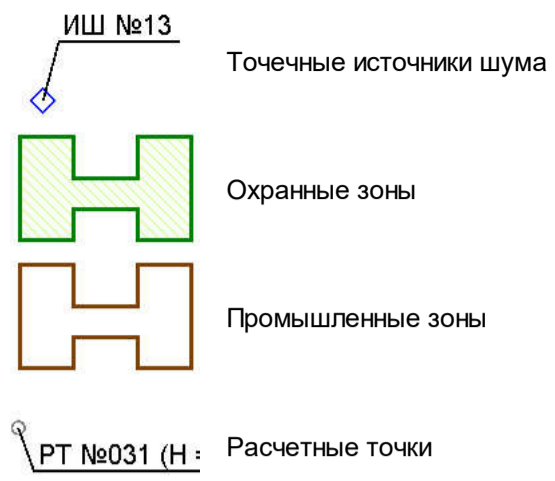 ИШ №13
Точечные источники шума
Охранные зоны
Промышленные зоны
РТ №031 (Н =
Расчетные точки